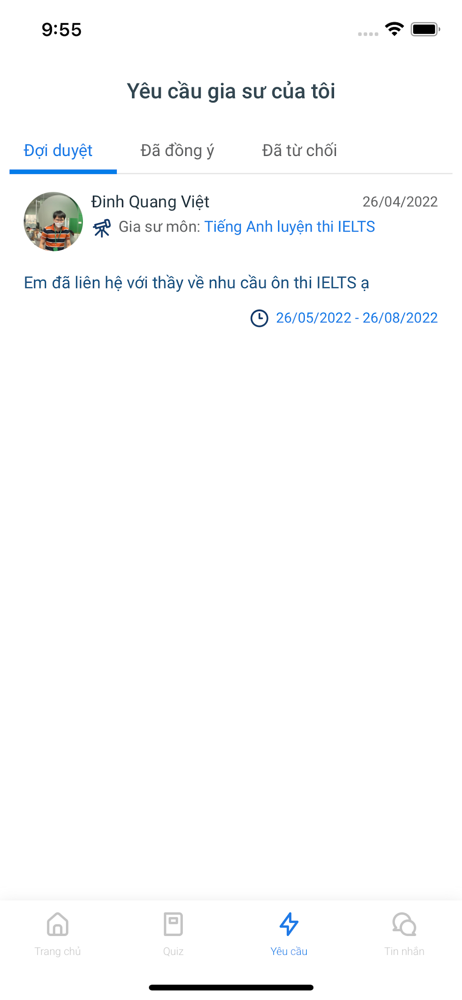 9:55
Yêu cầu gia sư của tôi
Đợi duyệt Đã đồng ý Đã từ chối
Đinh Quang Việt 26/04/2022
Gia sư môn: Tiếng Anh luyện thi IELTS
Em đã liên hệ với thầy về nhu cầu ôn thi IELTS ạ
26/05/2022 - 26/08/2022
Trang chủ Quiz Yêu cầu Tin nhắn